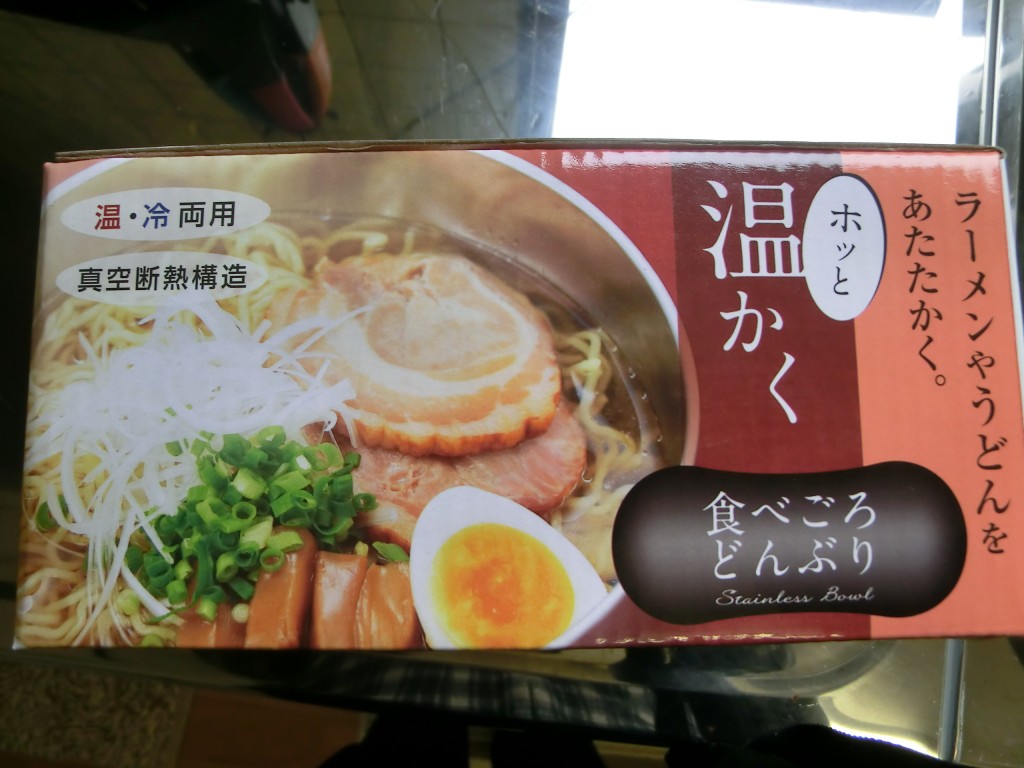 温・冷 両用
真空断熱構造
ラーメンやうどんを
あたたかく。
ホッと
温かく
食べごろ
どんぶり
Stainless Bowl